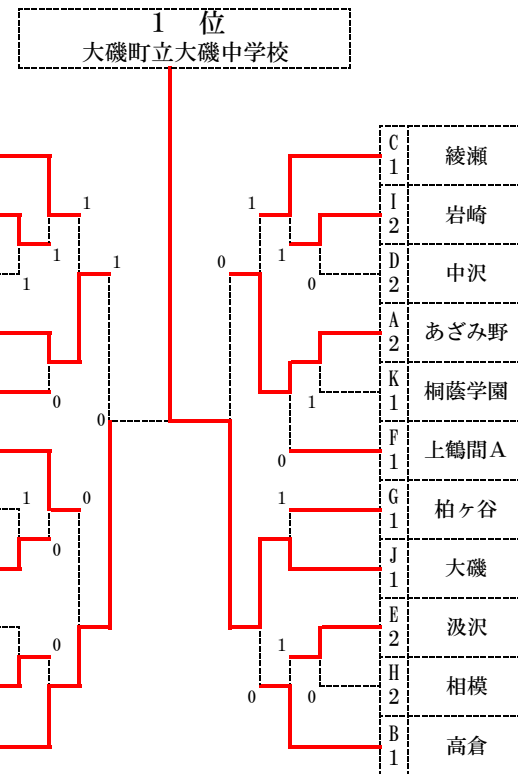 1 位
大磯町立大磯中学校
C
1
綾瀬
1
1
I
2
岩崎
1
1
1
0
1
0
D
2
中沢
A
2
あざみ野
0
1
K
1
桐蔭学園
0
0
F
1
上鶴間A
1
0
1
G
1
柏ヶ谷
0
J
1
大磯
E
2
汲沢
0
1
H
2
相模
0
0
B
1
高倉